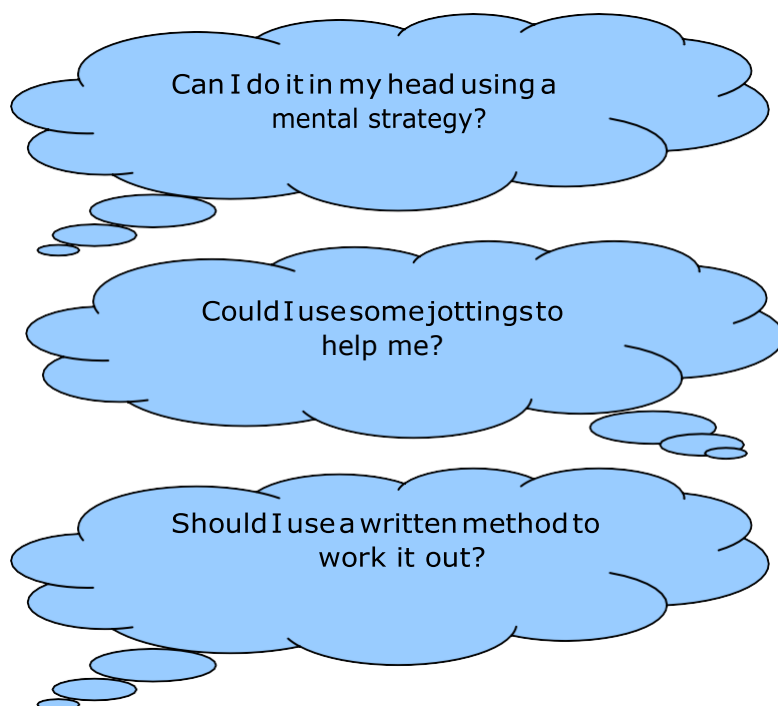 Can I do it in my head using a
mental strategy?
Could I use some jottings to
help me?
Should I use a written method to
work it out?